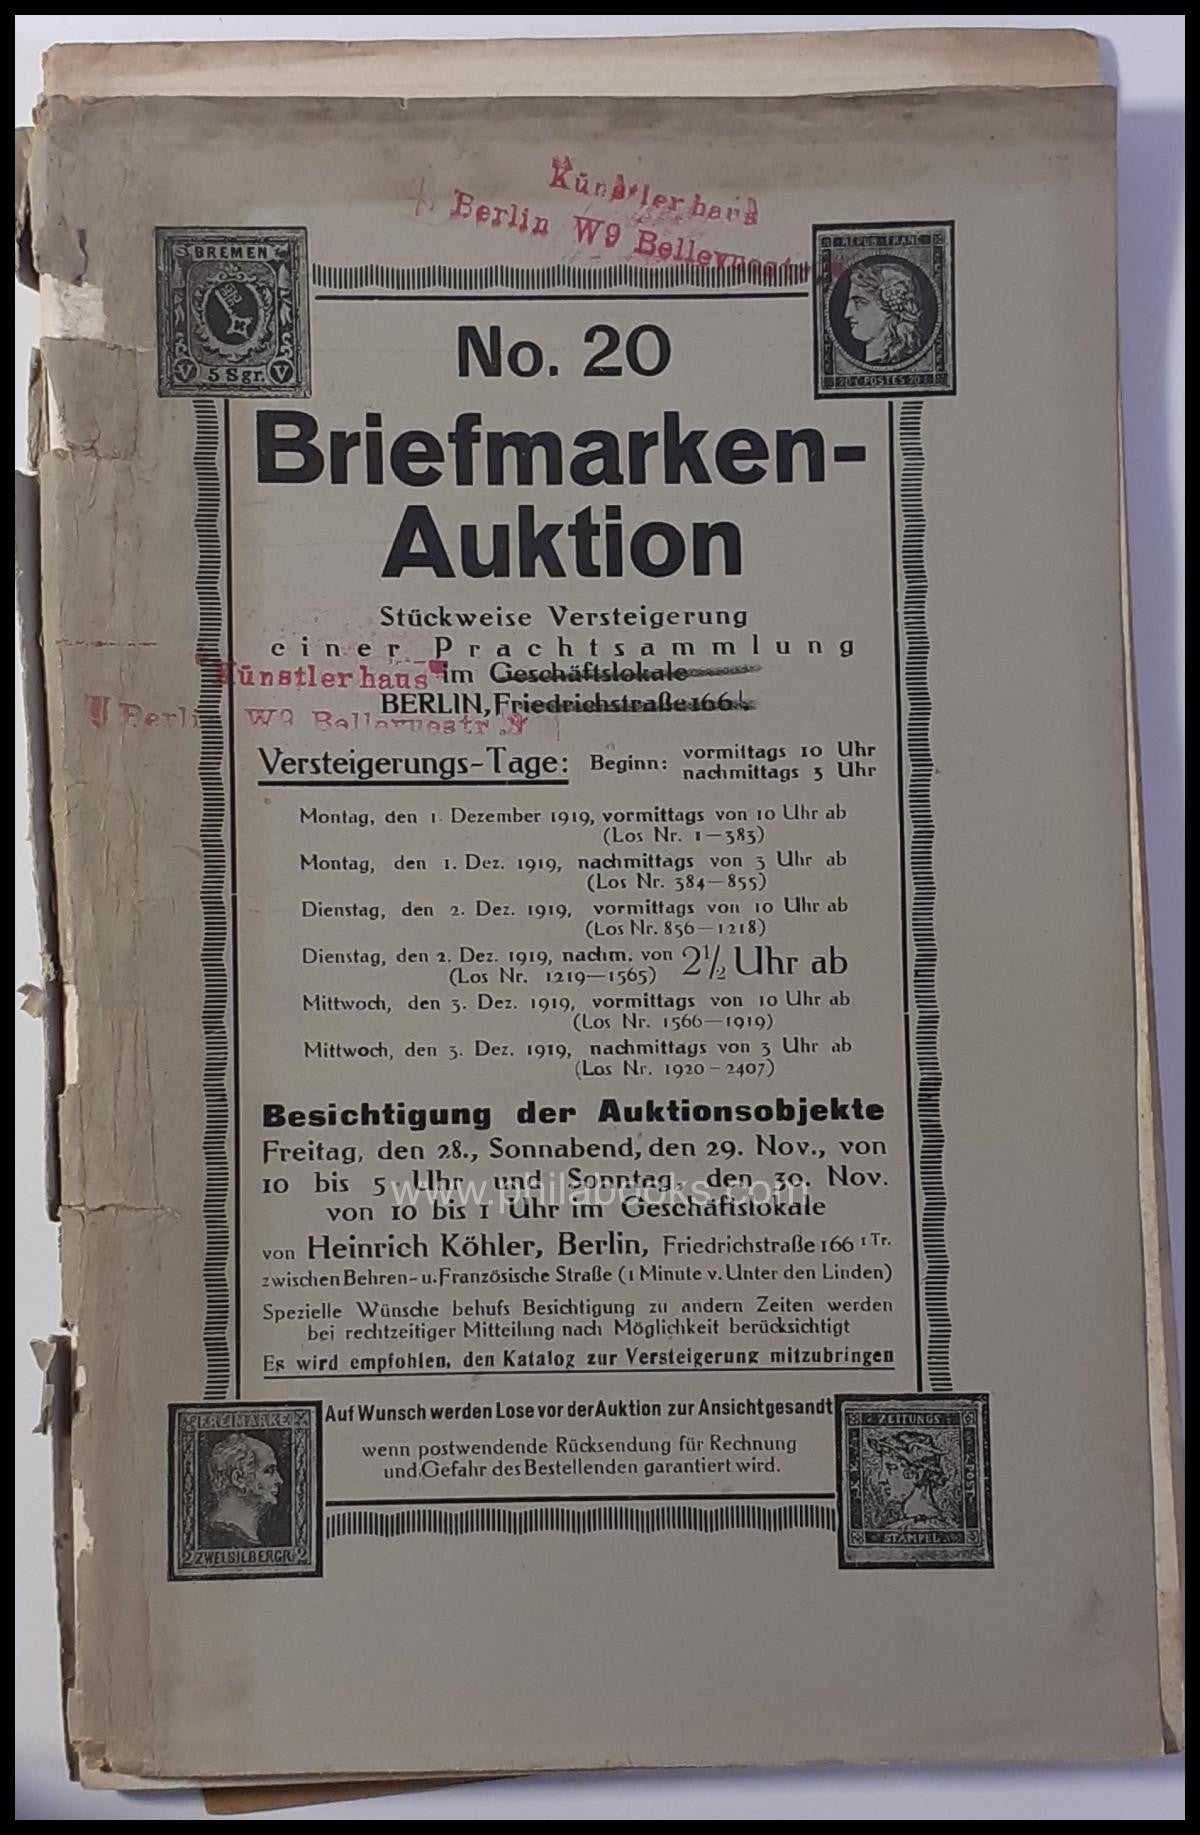 Künstlerhaus
Berlin W9 Bellevuestr
BREMEN
V 5 Sgr. V
REPUB FRANC
20 C POSTES 20 C
No. 20
Briefmarken-
Auktion
Stückweise Versteigerung
einer Prachtsammlung
"Künstlerhaus" im Geschäftslokale
BERLIN, Friedrichstraße 166 I.
Berlin W9 Bellevuestr
Versteigerungs-Tage: Beginn: vormittags 10 Uhr
nachmittags 3 Uhr
Montag, den 1. Dezember 1919, vormittags von 10 Uhr ab
(Los Nr. 1—383)
Montag, den 1. Dez. 1919, nachmittags von 3 Uhr ab
(Los Nr. 384—855)
Dienstag, den 2. Dez. 1919, vormittags von 10 Uhr ab
(Los Nr. 856—1218)
Dienstag, den 2. Dez. 1919, nachm. von 2½ Uhr ab
(Los Nr. 1219—1565)
Mittwoch, den 3. Dez. 1919, vormittags von 10 Uhr ab
(Los Nr. 1566—1919)
Mittwoch, den 3. Dez. 1919, nachmittags von 3 Uhr ab
(Los Nr. 1920-2407)
Besichtigung der Auktionsobjekte
Freitag, den 28., Sonnabend, den 29. Nov., von
10 bis 5 Uhr und Sonntag, den 30. Nov.
www.philabooks.com
von 10 bis 1 Uhr im Geschäftslokale
von Heinrich Köhler, Berlin, Friedrichstraße 166 1 Tr.
zwischen Behren- u. Französische Straße (1 Minute v. Unter den Linden)
Spezielle Wünsche behufs Besichtigung zu andern Zeiten werden
bei rechtzeitiger Mitteilung nach Möglichkeit berücksichtigt
Es wird empfohlen, den Katalog zur Versteigerung mitzubringen
Auf Wunsch werden Lose vor der Auktion zur Ansicht gesandt
wenn postwendende Rücksendung für Rechnung
und Gefahr des Bestellenden garantiert wird.
FREIMARKE
2 ZWEI SILBERGR. 2
ZEITUNGS
POST
STÄMPEL